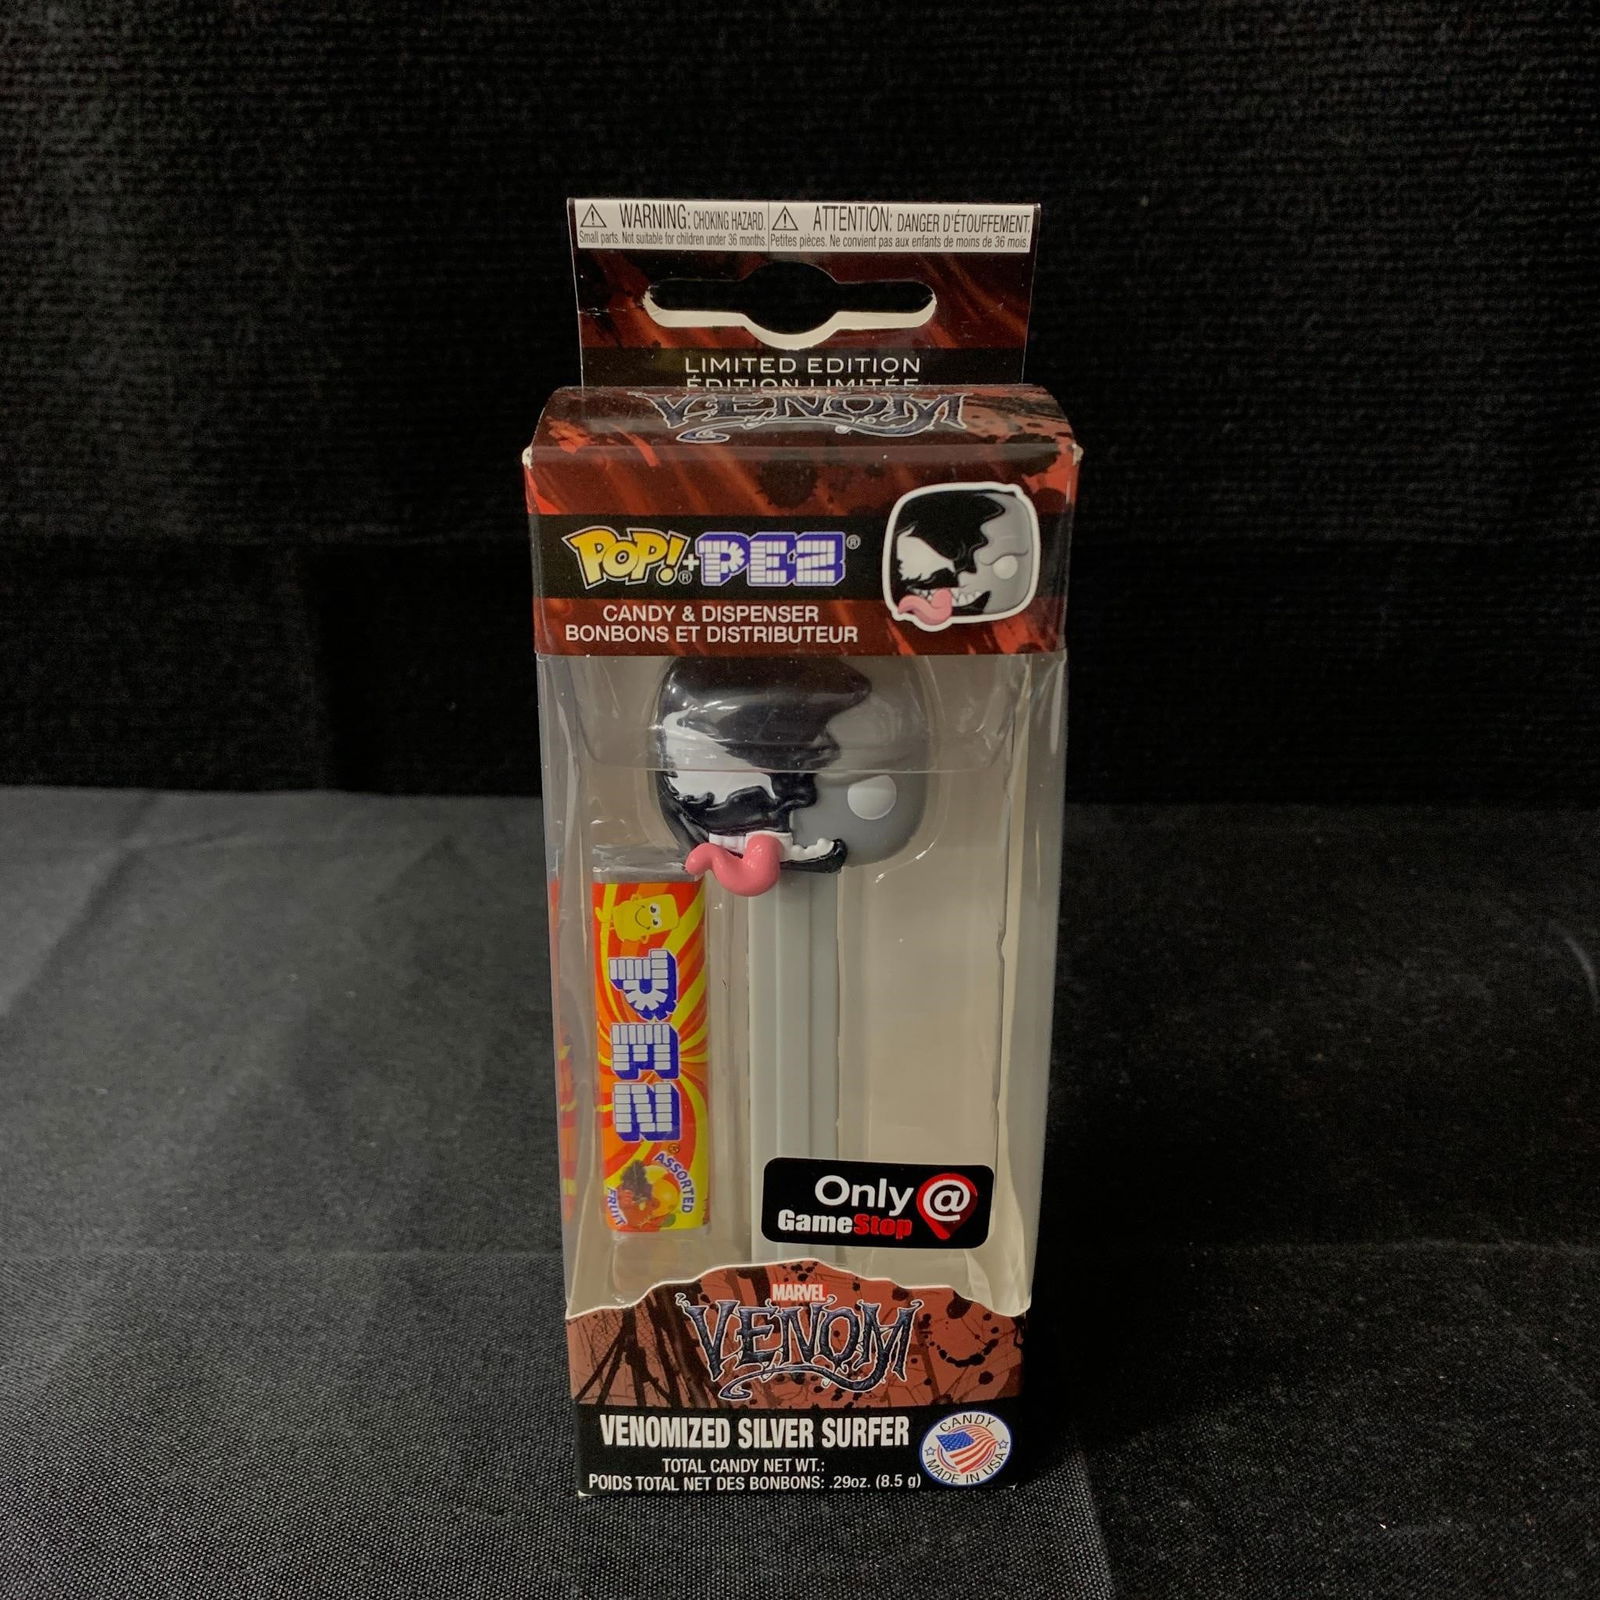 WARNING: CHOKING HAZARD.
Small parts. Not suitable for children under 36 months.
ATTENTION: DANGER D'ÉTOUFFEMENT.
Petites pièces. Ne convient pas aux enfants de moins de 36 mois.
LIMITED EDITION
ÉDITION LIMITÉE
VENOM
POP!® + PEZ®
CANDY & DISPENSER
BONBONS ET DISTRIBUTEUR
PEZ®
ASSORTED
FRUIT
Only @
GameStop
MARVEL
VENOM
VENOMIZED SILVER SURFER
TOTAL CANDY NET WT.:
POIDS TOTAL NET DES BONBONS: .29oz. (8.5 g)
CANDY
MADE IN USA